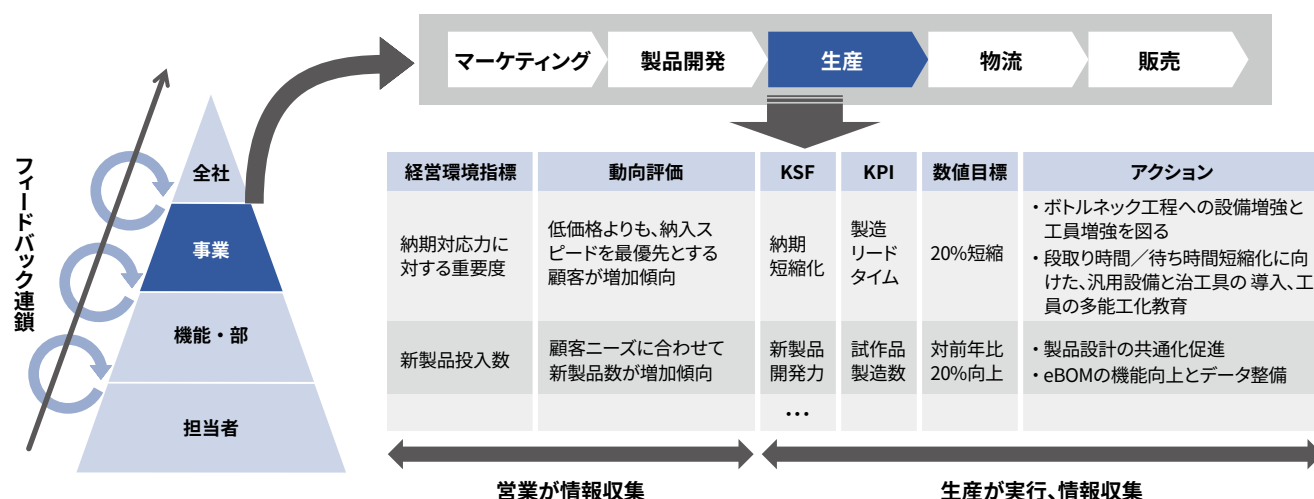 マーケティング
製品開発
生産
物流
販売
フィードバック連鎖
全社
事業
機能・部
担当者
経営環境指標
動向評価
KSF
KPI
数値目標
アクション
納期対応力に
対する重要度
低価格よりも、納入ス
ピードを最優先とする
顧客が増加傾向
納期
短縮化
製造
リード
タイム
20%短縮
・ボトルネック工程への設備増強と
工員増強を図る
・段取り時間／待ち時間短縮化に向
けた、汎用設備と治工具の 導入、工
員の多能工化教育
新製品投入数
顧客ニーズに合わせて
新製品数が増加傾向
新製品
開発力
試作品
製造数
対前年比
20%向上
・製品設計の共通化促進
・eBOMの機能向上とデータ整備
…
営業が情報収集
生産が実行、情報収集